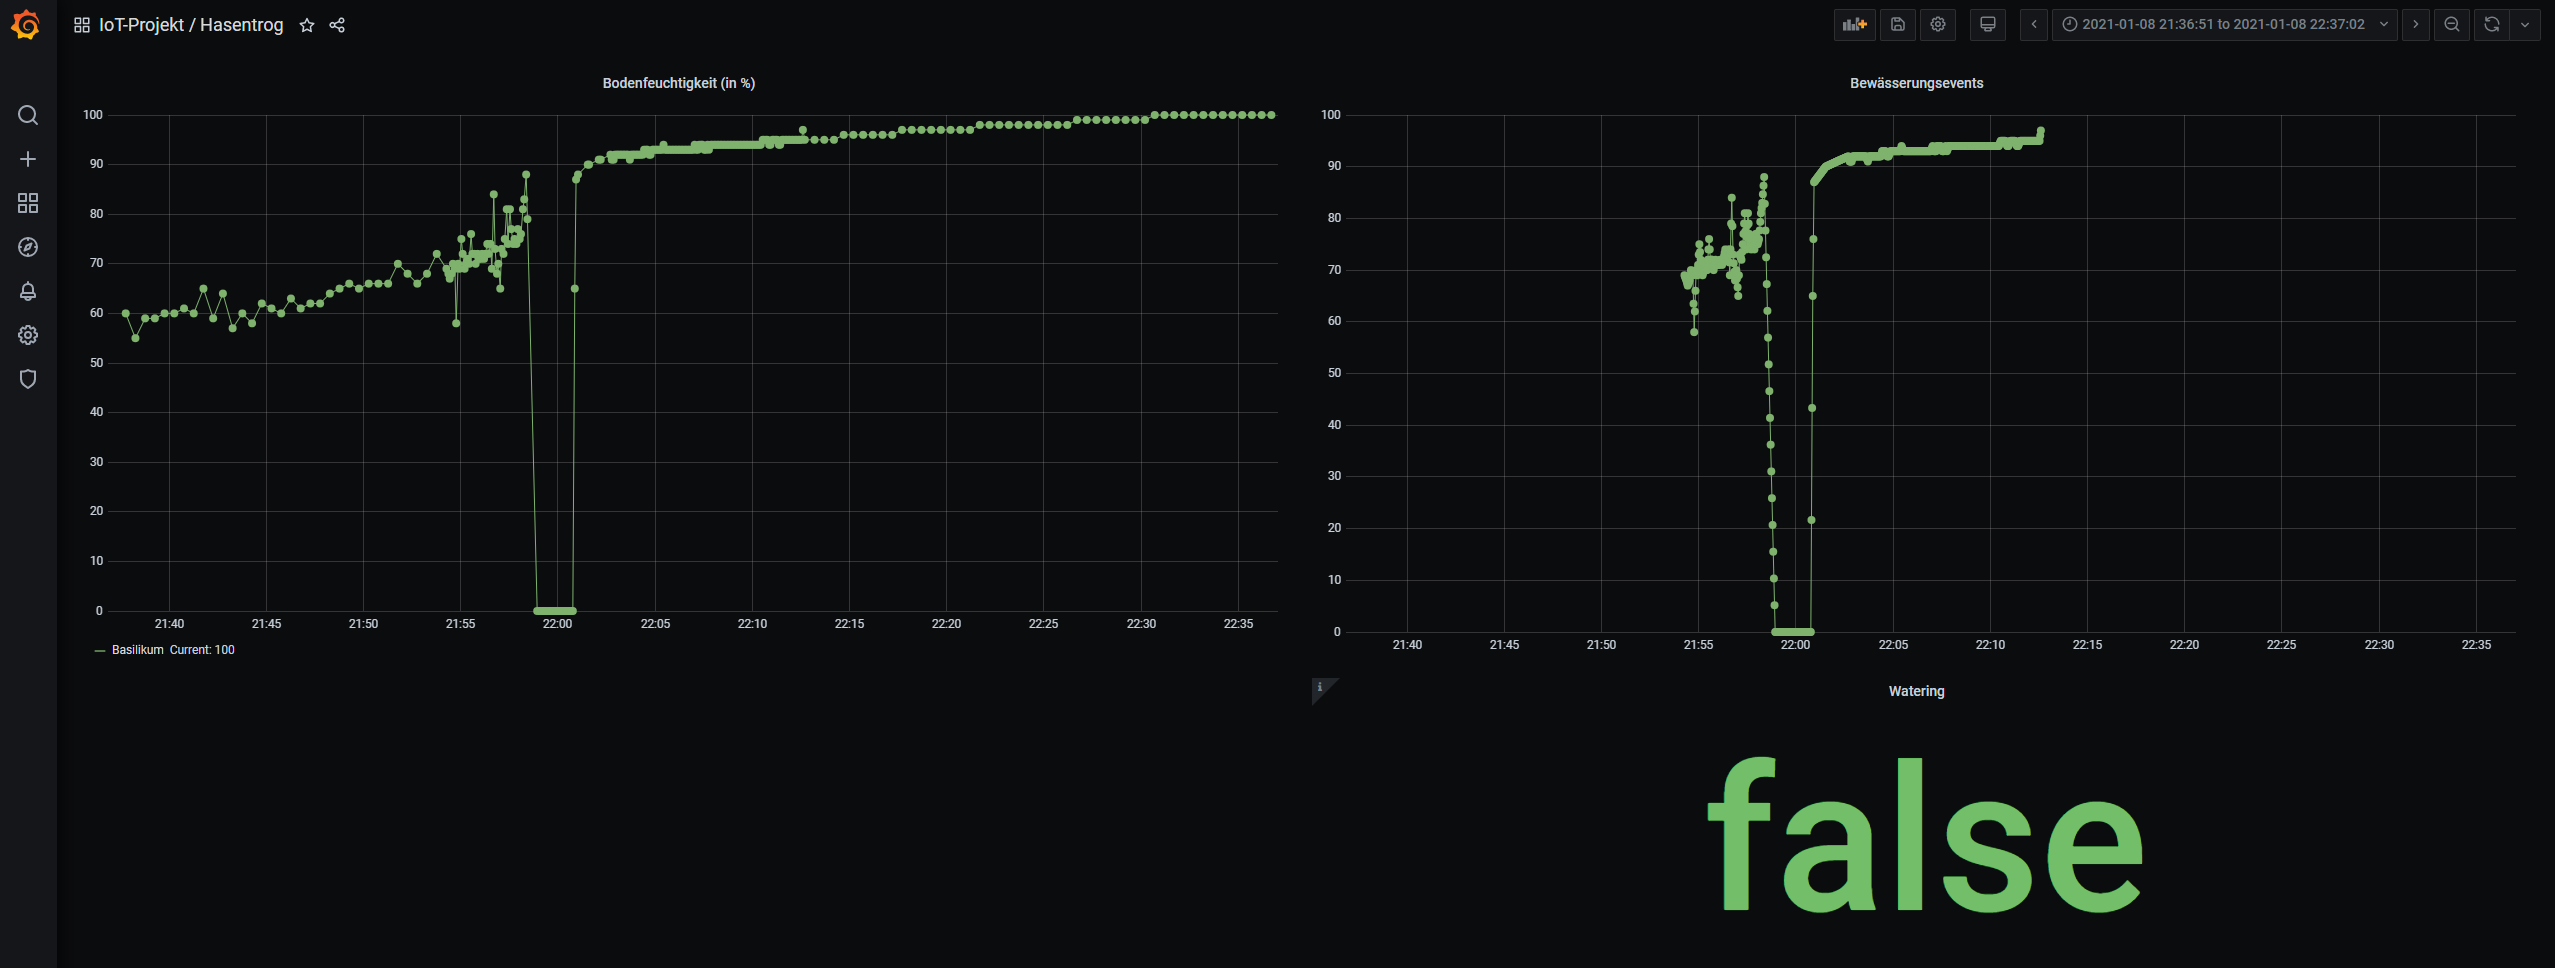 IoT-Projekt / Hasentrog
2021-01-08 21:36:51 to 2021-01-08 22:37:02
Bodenfeuchtigkeit (in %)
100
90
80
70
60
50
40
30
20
10
0
21:40 21:45 21:50 21:55 22:00 22:05 22:10 22:15 22:20 22:25 22:30 22:35
Basilikum Current: 100
Bewässerungsevents
100
90
80
70
60
50
40
30
20
10
0
21:40 21:45 21:50 21:55 22:00 22:05 22:10 22:15 22:20 22:25 22:30 22:35
i
Watering
false